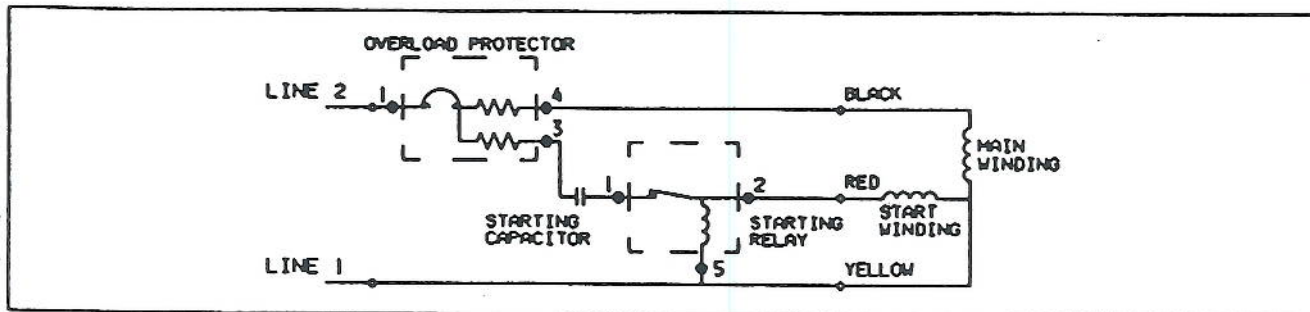 OVERLOAD PROTECTOR
LINE 2
1
4
BLACK
3
MAIN
WINDING
1
2
RED
STARTING
CAPACITOR
STARTING
RELAY
START
WINDING
5
LINE 1
YELLOW